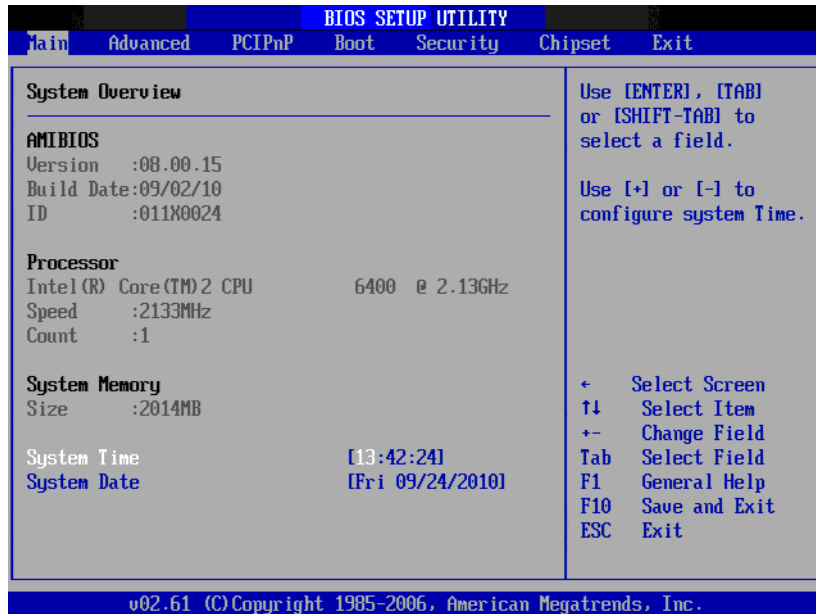 BIOS SETUP UTILITY
Main Advanced PCIPnP Boot Security Chipset Exit
System Overview
AMIBIOS
Version :08.00.15
Build Date:09/02/10
ID :011X0024
Processor
Intel(R) Core(TM)2 CPU 6400 @ 2.13GHz
Speed :2133MHz
Count :1
System Memory
Size :2014MB
System Time [13:42:24]
System Date [Fri 09/24/2010]
Use [ENTER], [TAB]
or [SHIFT-TAB] to
select a field.
Use [+] or [-] to
configure system Time.
← Select Screen
↑↓ Select Item
+- Change Field
Tab Select Field
F1 General Help
F10 Save and Exit
ESC Exit
v02.61 (C)Copyright 1985-2006, American Megatrends, Inc.